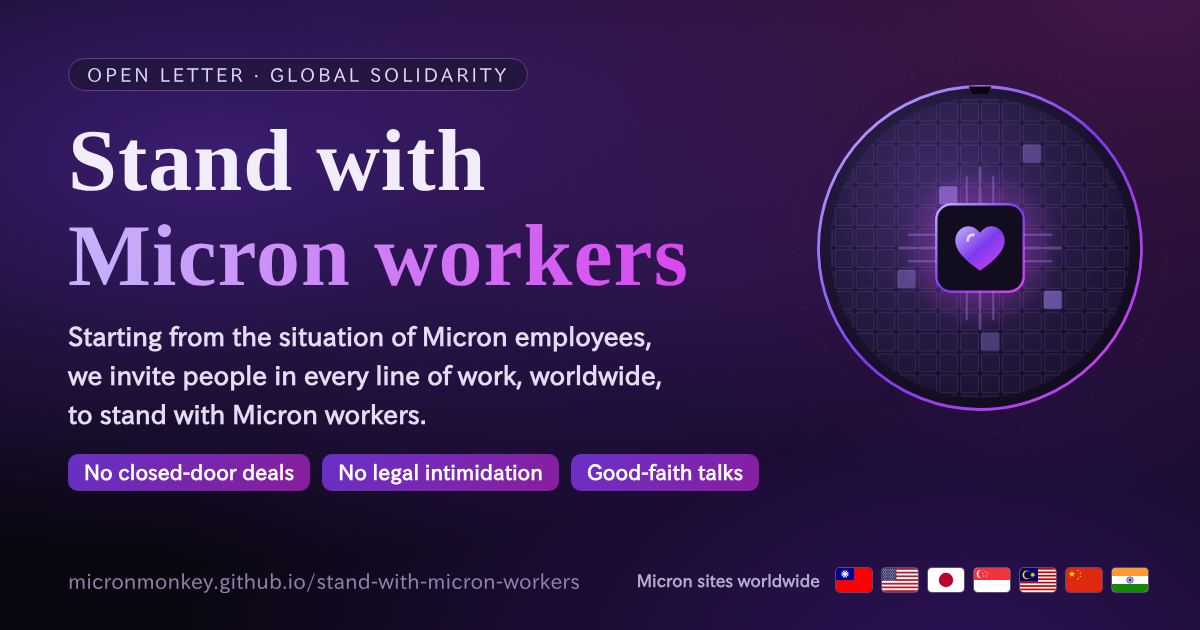 OPEN LETTER · GLOBAL SOLIDARITY
Stand with
Micron workers
Starting from the situation of Micron employees,
we invite people in every line of work, worldwide,
to stand with Micron workers.
No closed-door deals
No legal intimidation
Good-faith talks
micronmonkey.github.io/stand-with-micron-workers
Micron sites worldwide